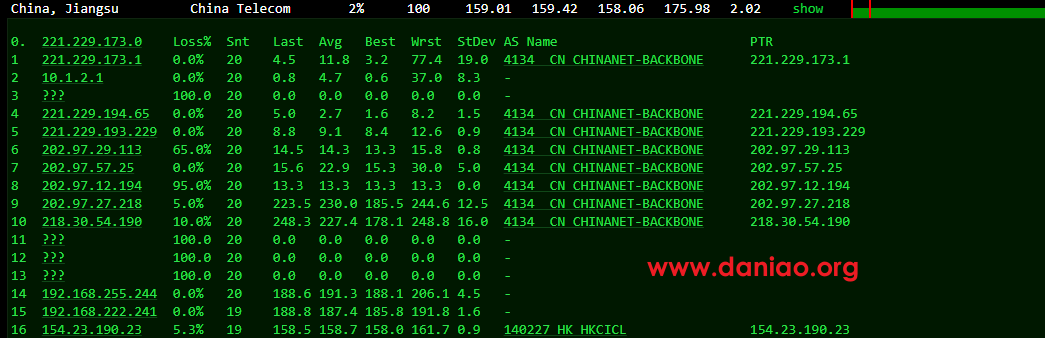 China, Jiangsu China Telecom 2% 100 159.01 159.42 158.06 175.98 2.02 show
0. 221.229.173.0 Loss% Snt Last Avg Best Wrst StDev AS Name PTR
1 221.229.173.1 0.0% 20 4.5 11.8 3.2 77.4 19.0 4134 CN CHINANET-BACKBONE 221.229.173.1
2 10.1.2.1 0.0% 20 0.8 4.7 0.6 37.0 8.3 -
3 ??? 100.0 20 0.0 0.0 0.0 0.0 0.0 -
4 221.229.194.65 0.0% 20 5.0 2.7 1.6 8.2 1.5 4134 CN CHINANET-BACKBONE 221.229.194.65
5 221.229.193.229 0.0% 20 8.8 9.1 8.4 12.6 0.9 4134 CN CHINANET-BACKBONE 221.229.193.229
6 202.97.29.113 65.0% 20 14.5 14.3 13.3 15.8 0.8 4134 CN CHINANET-BACKBONE 202.97.29.113
7 202.97.57.25 0.0% 20 15.6 22.9 15.3 30.0 5.0 4134 CN CHINANET-BACKBONE 202.97.57.25
8 202.97.12.194 95.0% 20 13.3 13.3 13.3 13.3 0.0 4134 CN CHINANET-BACKBONE 202.97.12.194
9 202.97.27.218 5.0% 20 223.5 230.0 185.5 244.6 12.5 4134 CN CHINANET-BACKBONE 202.97.27.218
10 218.30.54.190 10.0% 20 248.3 227.4 178.1 248.8 16.0 4134 CN CHINANET-BACKBONE 218.30.54.190
11 ??? 100.0 20 0.0 0.0 0.0 0.0 0.0 -
12 ??? 100.0 20 0.0 0.0 0.0 0.0 0.0 -
13 ??? 100.0 20 0.0 0.0 0.0 0.0 0.0 -
www.daniao.org
14 192.168.255.244 0.0% 20 188.6 191.3 188.1 206.1 4.5 -
15 192.168.222.241 0.0% 19 188.8 187.4 185.8 191.8 1.6 -
16 154.23.190.23 5.3% 19 158.5 158.7 158.0 161.7 0.9 140227 HK HKCICL 154.23.190.23